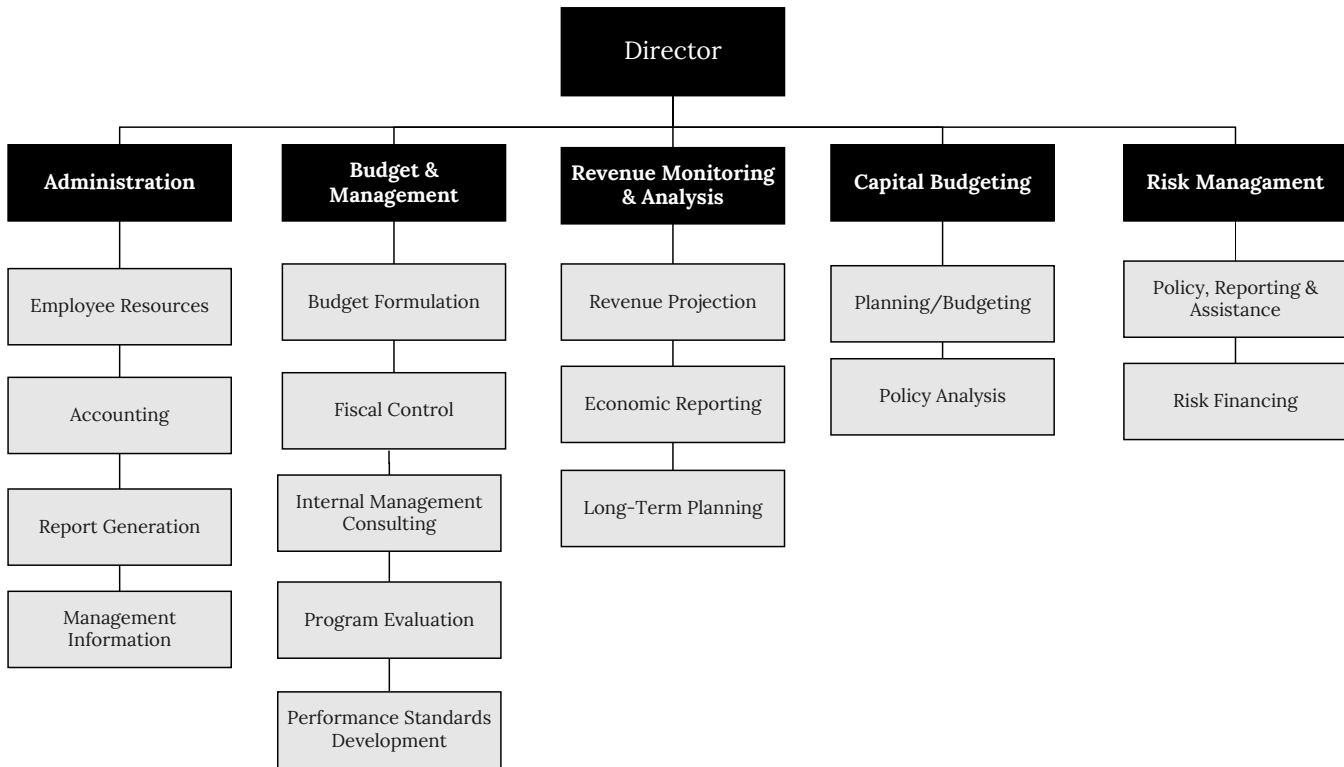 Director
Administration
Budget &
Management
Revenue Monitoring
& Analysis
Capital Budgeting
Risk Managament
Employee Resources
Accounting
Report Generation
Management
Information
Budget Formulation
Fiscal Control
Internal Management
Consulting
Program Evaluation
Performance Standards
Development
Revenue Projection
Economic Reporting
Long-Term Planning
Planning/Budgeting
Policy Analysis
Policy, Reporting &
Assistance
Risk Financing